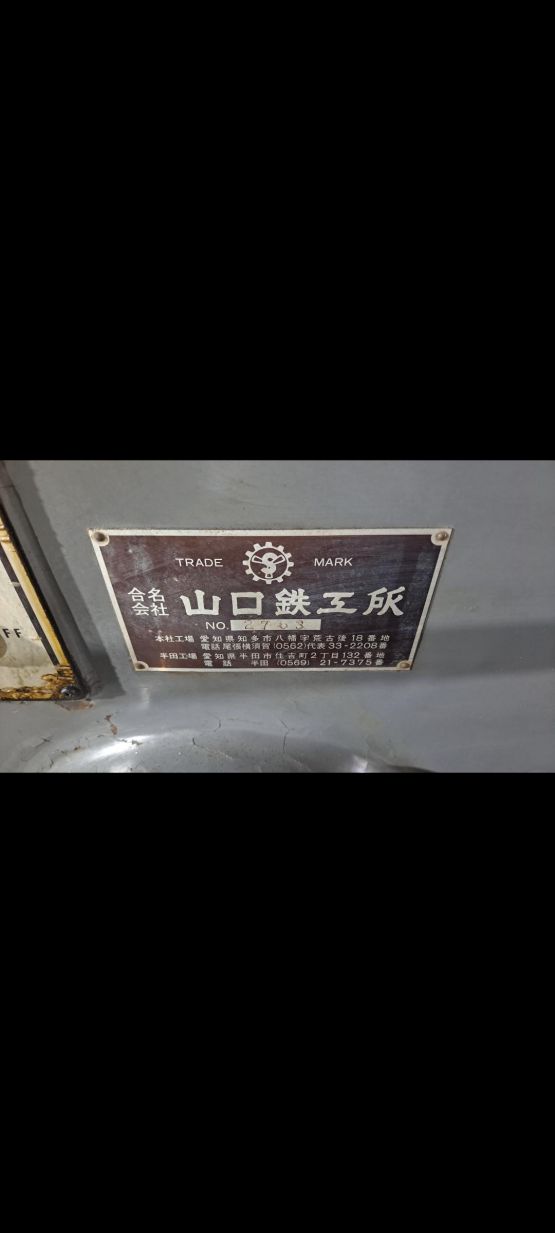 TRADE MARK
合名会社 山口鉄工所
NO. 2763
本社工場 愛知県知多市八幡字荒古後18番地
電話 尾張横須賀 (0562)代表33-2208番
半田工場 愛知県半田市住吉町2丁目132番地
電話 半田 (0569) 21-7375番
FF